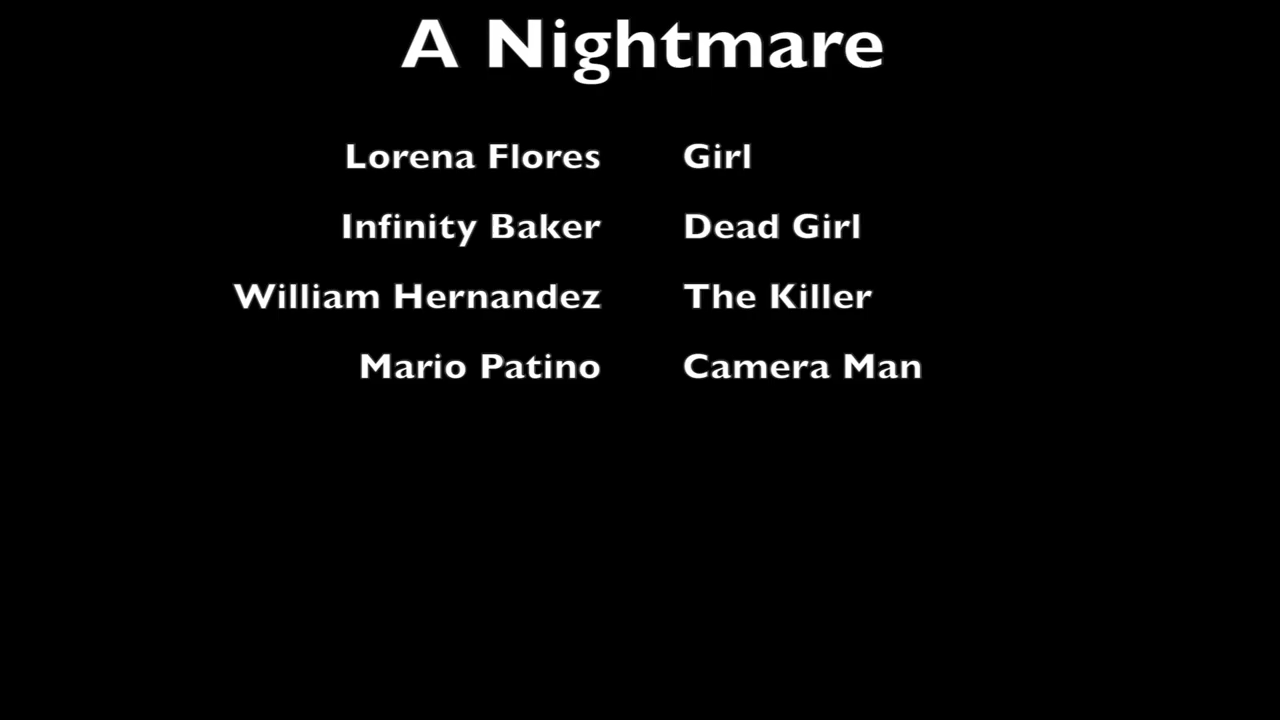 A Nightmare
Lorena Flores Girl
Infinity Baker Dead Girl
William Hernandez The Killer
Mario Patino Camera Man